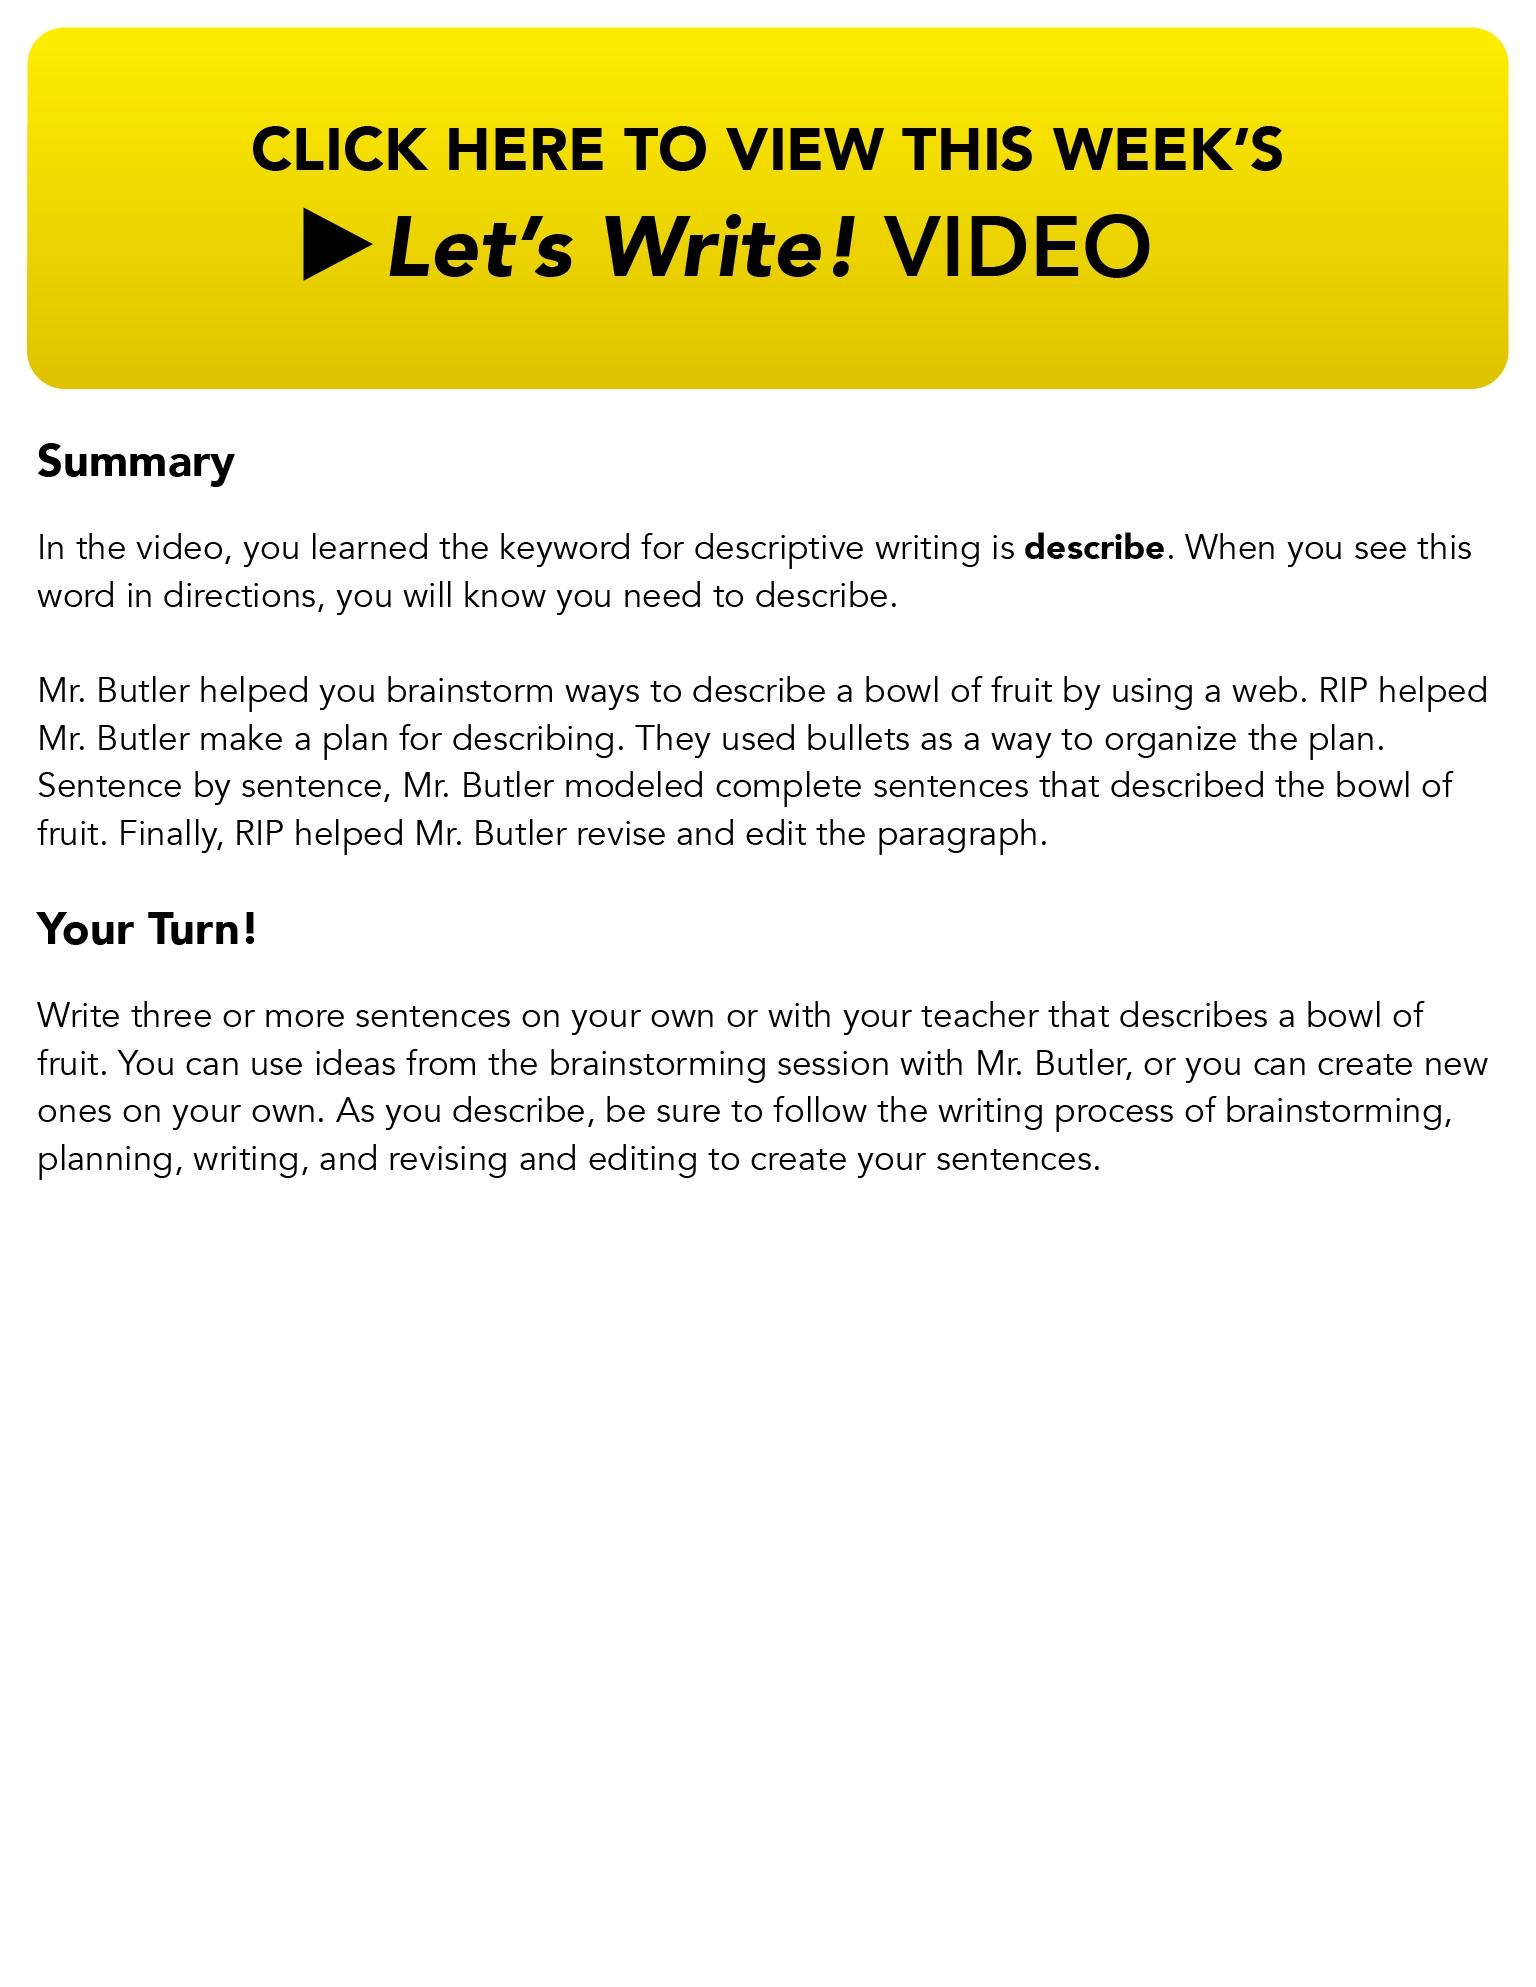 CLICK HERE TO VIEW THIS WEEK’S
Let’s Write! VIDEO
Summary
In the video, you learned the keyword for descriptive writing is describe. When you see this
word in directions, you will know you need to describe.
Mr. Butler helped you brainstorm ways to describe a bowl of fruit by using a web. RIP helped
Mr. Butler make a plan for describing. They used bullets as a way to organize the plan.
Sentence by sentence, Mr. Butler modeled complete sentences that described the bowl of
fruit. Finally, RIP helped Mr. Butler revise and edit the paragraph.
Your Turn!
Write three or more sentences on your own or with your teacher that describes a bowl of
fruit. You can use ideas from the brainstorming session with Mr. Butler, or you can create new
ones on your own. As you describe, be sure to follow the writing process of brainstorming,
planning, writing, and revising and editing to create your sentences.